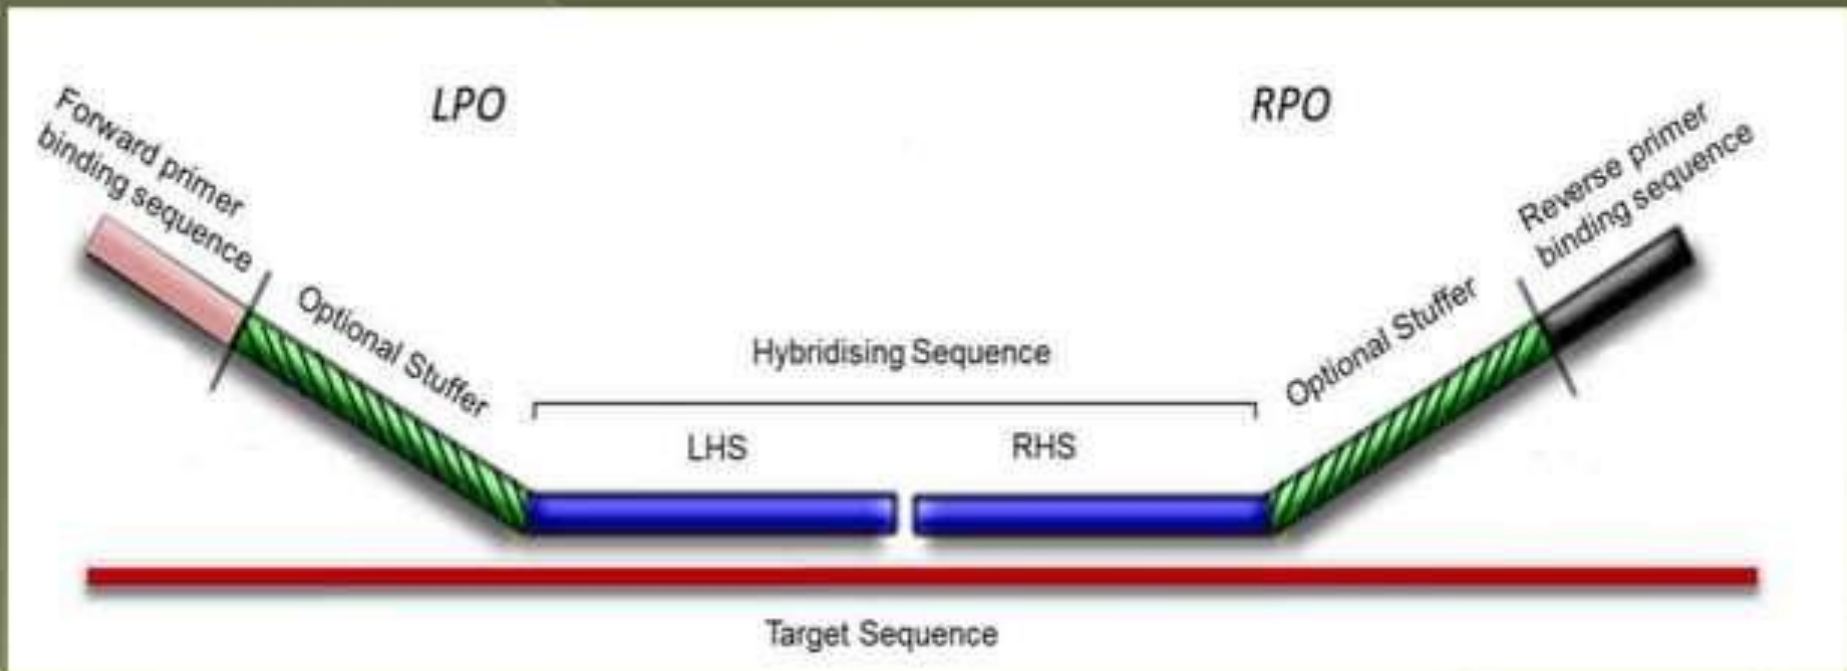 LPO
RPO
Forward primer
binding sequence
Reverse primer
binding sequence
Optional Stuffer
Optional Stuffer
Hybridising Sequence
LHS
RHS
Target Sequence